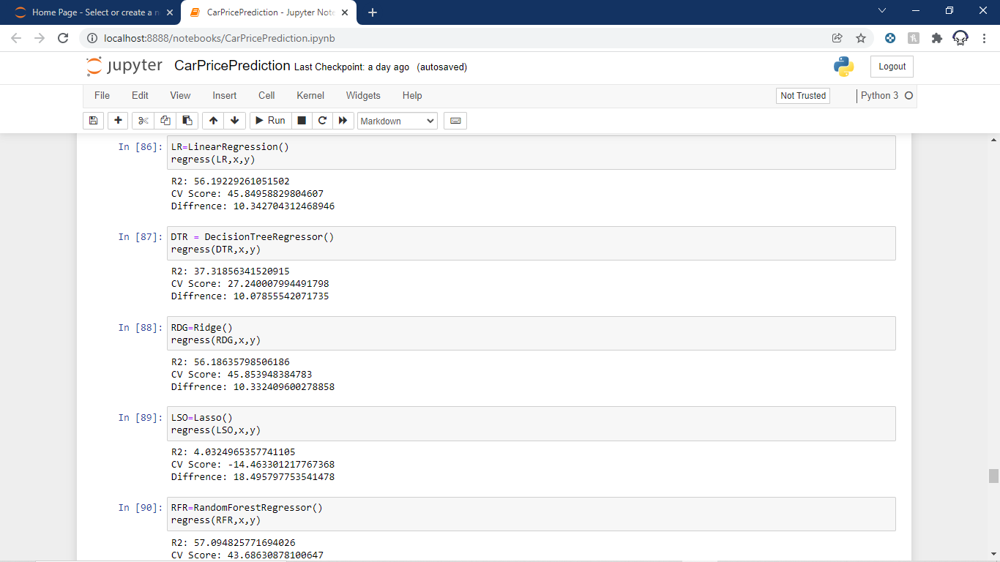 Home Page - Select or create a n
CarPricePrediction - Jupyter Note
localhost:8888/notebooks/CarPricePrediction.ipynb
jupyter CarPricePrediction Last Checkpoint: a day ago (autosaved)
Logout
File Edit View Insert Cell Kernel Widgets Help
Not Trusted
Python 3
Run
Markdown
In [86]: LR=LinearRegression()
regress(LR,x,y)
R2: 56.19229261051502
CV Score: 45.84958829804607
Diffrence: 10.342704312468946
In [87]: DTR = DecisionTreeRegressor()
regress(DTR,x,y)
R2: 37.31856341520915
CV Score: 27.240007994491798
Diffrence: 10.07855542071735
In [88]: RDG=Ridge()
regress(RDG,x,y)
R2: 56.18635798506186
CV Score: 45.853948384783
Diffrence: 10.332409600278858
In [89]: LSO=Lasso()
regress(LSO,x,y)
R2: 4.0324965357741105
CV Score: -14.463301217767368
Diffrence: 18.495797753541478
In [90]: RFR=RandomForestRegressor()
regress(RFR,x,y)
R2: 57.094825771694026
CV Score: 43.68630878100647